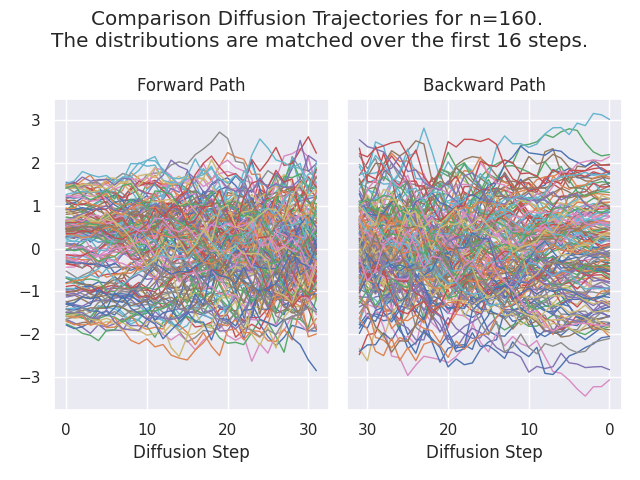 Comparison Diffusion Trajectories for n=160.
The distributions are matched over the first 16 steps.
Forward Path
Backward Path
3
2
1
0
−1
−2
−3
0 10 20 30
30 20 10 0
Diffusion Step
Diffusion Step